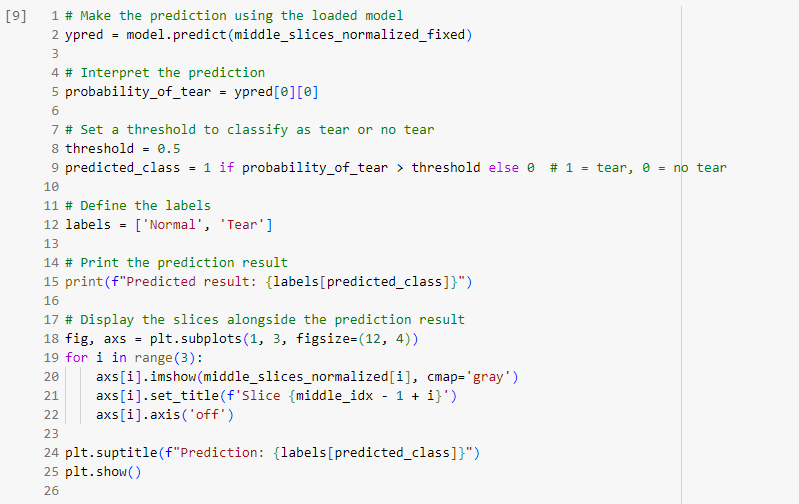 [9] 1 # Make the prediction using the loaded model
2 ypred = model.predict(middle_slices_normalized_fixed)
3
4 # Interpret the prediction
5 probability_of_tear = ypred[0][0]
6
7 # Set a threshold to classify as tear or no tear
8 threshold = 0.5
9 predicted_class = 1 if probability_of_tear > threshold else 0  # 1 = tear, 0 = no tear
10
11 # Define the labels
12 labels = ['Normal', 'Tear']
13
14 # Print the prediction result
15 print(f"Predicted result: {labels[predicted_class]}")
16
17 # Display the slices alongside the prediction result
18 fig, axs = plt.subplots(1, 3, figsize=(12, 4))
19 for i in range(3):
20     axs[i].imshow(middle_slices_normalized[i], cmap='gray')
21     axs[i].set_title(f'Slice {middle_idx - 1 + i}')
22     axs[i].axis('off')
23
24 plt.suptitle(f"Prediction: {labels[predicted_class]}")
25 plt.show()
26